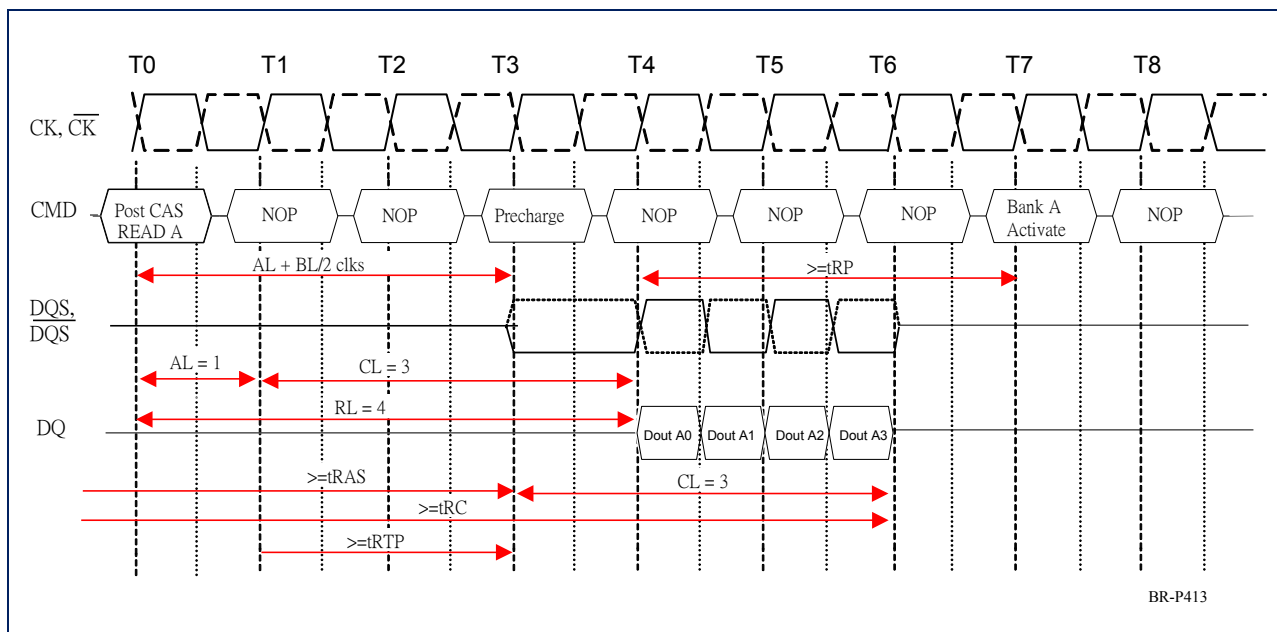 T0 T1 T2 T3 T4 T5 T6 T7 T8
CK, CK
CMD
Post CAS
READ A
NOP
NOP
Precharge
NOP
NOP
NOP
Bank A
Activate
NOP
AL + BL/2 clks
>=tRP
DQS,
DQS
AL = 1
CL = 3
RL = 4
DQ
Dout A0
Dout A1
Dout A2
Dout A3
>=tRAS
CL = 3
>=tRC
>=tRTP
BR-P413